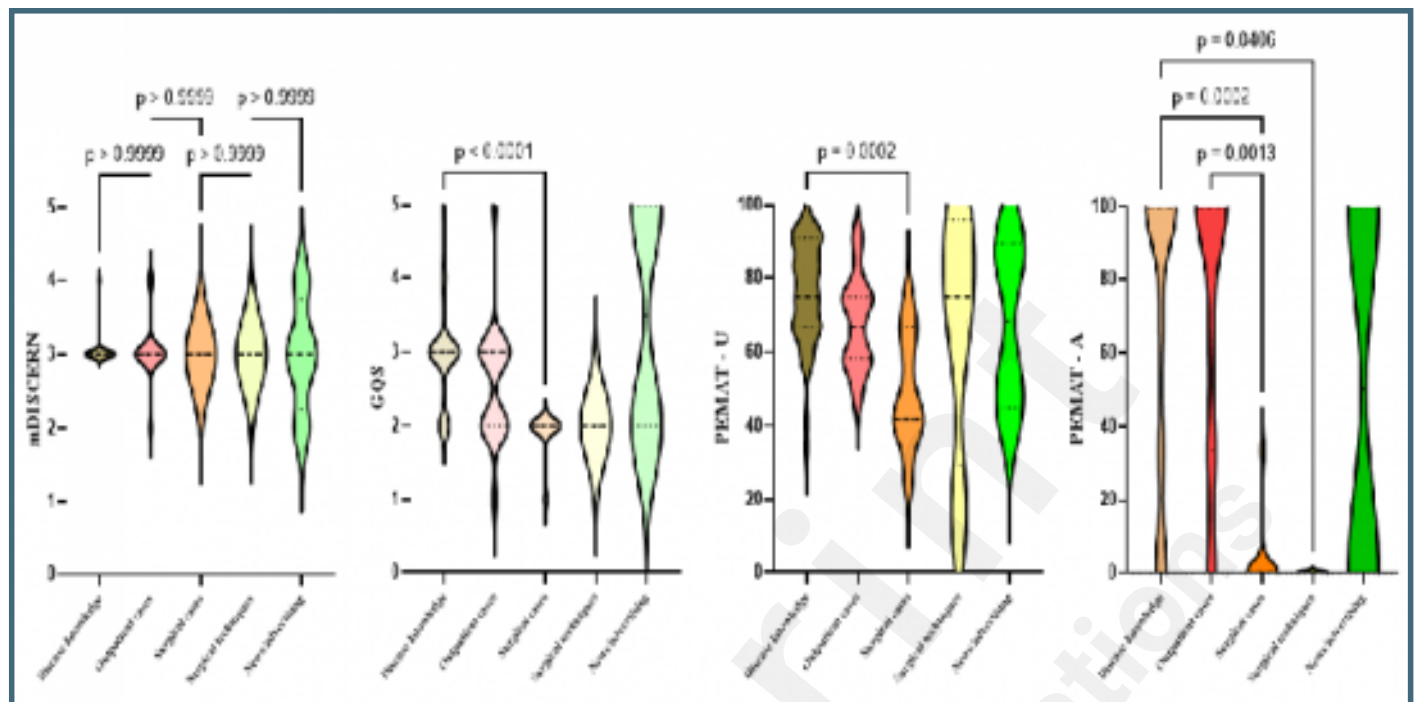 p = 0.0406
p > 0.9999 p > 0.9999 p = 0.0002
p > 0.9999 p > 0.9999 p < 0.0001 p = 0.0002 p = 0.0013
mDISCERN
5
4
3
2
1
0
Disease knowledge
Outpatient cases
Surgical cases
Surgical techniques
News advertising
GQS
5
4
3
2
1
0
Disease knowledge
Outpatient cases
Surgical cases
Surgical techniques
News advertising
PEMAT - U
100
80
60
40
20
0
Disease knowledge
Outpatient cases
Surgical cases
Surgical techniques
News advertising
PEMAT - A
100
80
60
40
20
0
Disease knowledge
Outpatient cases
Surgical cases
Surgical techniques
News advertising